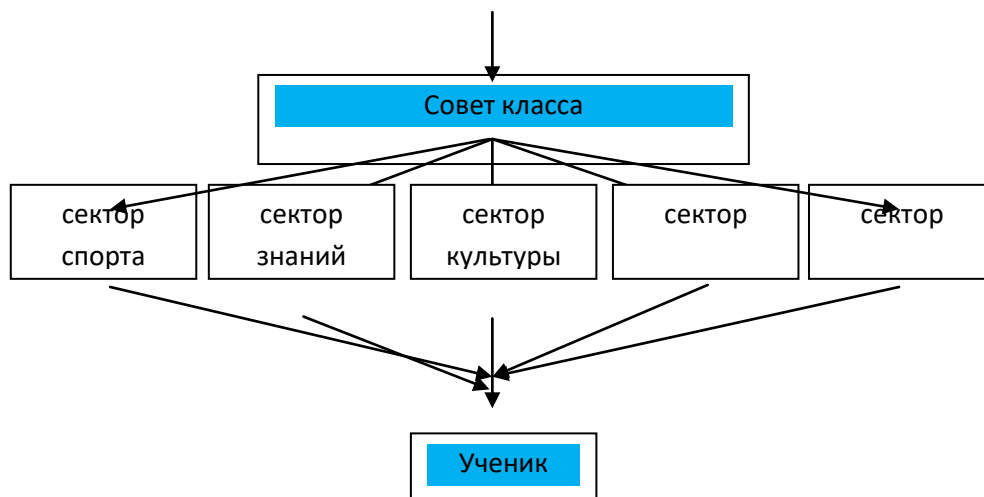 Совет класса
сектор
спорта
сектор
знаний
сектор
культуры
сектор
сектор
Ученик